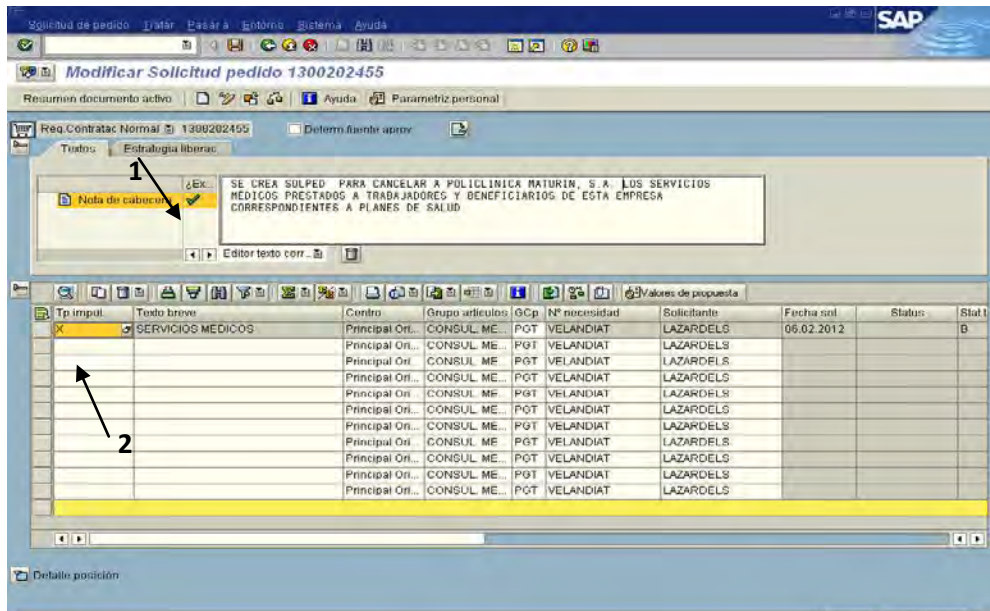 Solicitud de pedido Tratar Pasar a Entorno Sistema Ayuda
SAP
Modificar Solicitud pedido 1300202455
Resumen documento activo Ayuda Parametriz.personal
Req.Contratac Normal 1300202455 Determ.fuente aprov.
Textos Estrategia liberac.
1
¿Ex...
Nota de cabecera
SE CREA SOLPED PARA CANCELAR A POLICLINICA MATURIN, S.A. LOS SERVICIOS
MEDICOS PRESTADOS A TRABAJADORES Y BENEFICIARIOS DE ESTA EMPRESA
CORRESPONDIENTES A PLANES DE SALUD
Editor texto corr...
Valores de propuesta
Tp.imput. Texto breve Centro Grupo artículos GCp Nº necesidad Solicitante Fecha sol. Status Stat.t
X SERVICIOS MEDICOS Principal Ori... CONSUL. ME... PGT VELANDIAT LAZARDELS 06.02.2012 B
Principal Ori... CONSUL. ME... PGT VELANDIAT LAZARDELS
Principal Ori... CONSUL. ME... PGT VELANDIAT LAZARDELS
Principal Ori... CONSUL. ME... PGT VELANDIAT LAZARDELS
Principal Ori... CONSUL. ME... PGT VELANDIAT LAZARDELS
Principal Ori... CONSUL. ME... PGT VELANDIAT LAZARDELS
Principal Ori... CONSUL. ME... PGT VELANDIAT LAZARDELS
2
Principal Ori... CONSUL. ME... PGT VELANDIAT LAZARDELS
Principal Ori... CONSUL. ME... PGT VELANDIAT LAZARDELS
Principal Ori... CONSUL. ME... PGT VELANDIAT LAZARDELS
Principal Ori... CONSUL. ME... PGT VELANDIAT LAZARDELS
Detalle posición